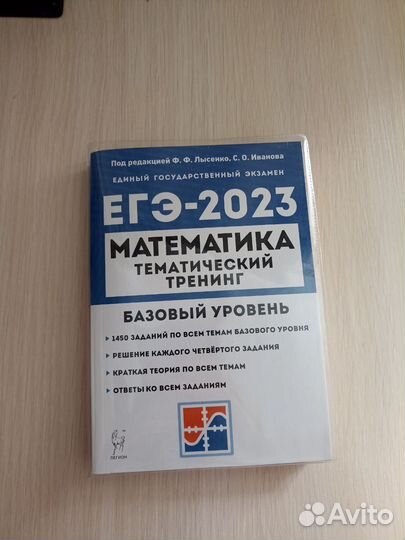 Под редакцией Ф. Ф. Лысенко, С. О. Иванова
ЕДИНЫЙ ГОСУДАРСТВЕННЫЙ ЭКЗАМЕН
ЕГЭ-2023
МАТЕМАТИКА
ТЕМАТИЧЕСКИЙ
ТРЕНИНГ
БАЗОВЫЙ УРОВЕНЬ
1450 ЗАДАНИЙ ПО ВСЕМ ТЕМАМ БАЗОВОГО УРОВНЯ
РЕШЕНИЕ КАЖДОГО ЧЕТВЁРТОГО ЗАДАНИЯ
КРАТКАЯ ТЕОРИЯ ПО ВСЕМ ТЕМАМ
ОТВЕТЫ КО ВСЕМ ЗАДАНИЯМ
ЛЕГИОН
Avito